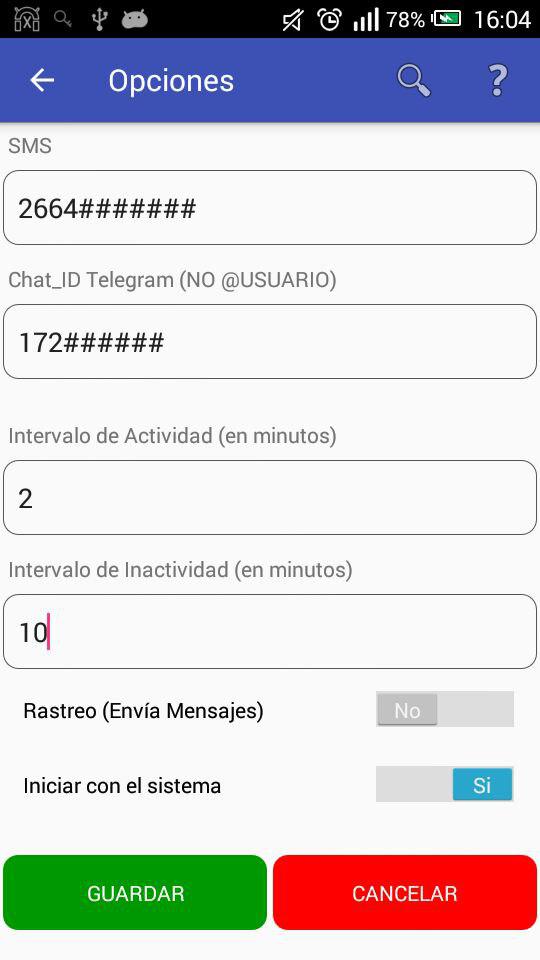 78% 16:04
Opciones ?
SMS
2664#######
Chat_ID Telegram (NO @USUARIO)
172######
Intervalo de Actividad (en minutos)
2
Intervalo de Inactividad (en minutos)
10
Rastreo (Envía Mensajes) No
Iniciar con el sistema Si
GUARDAR CANCELAR